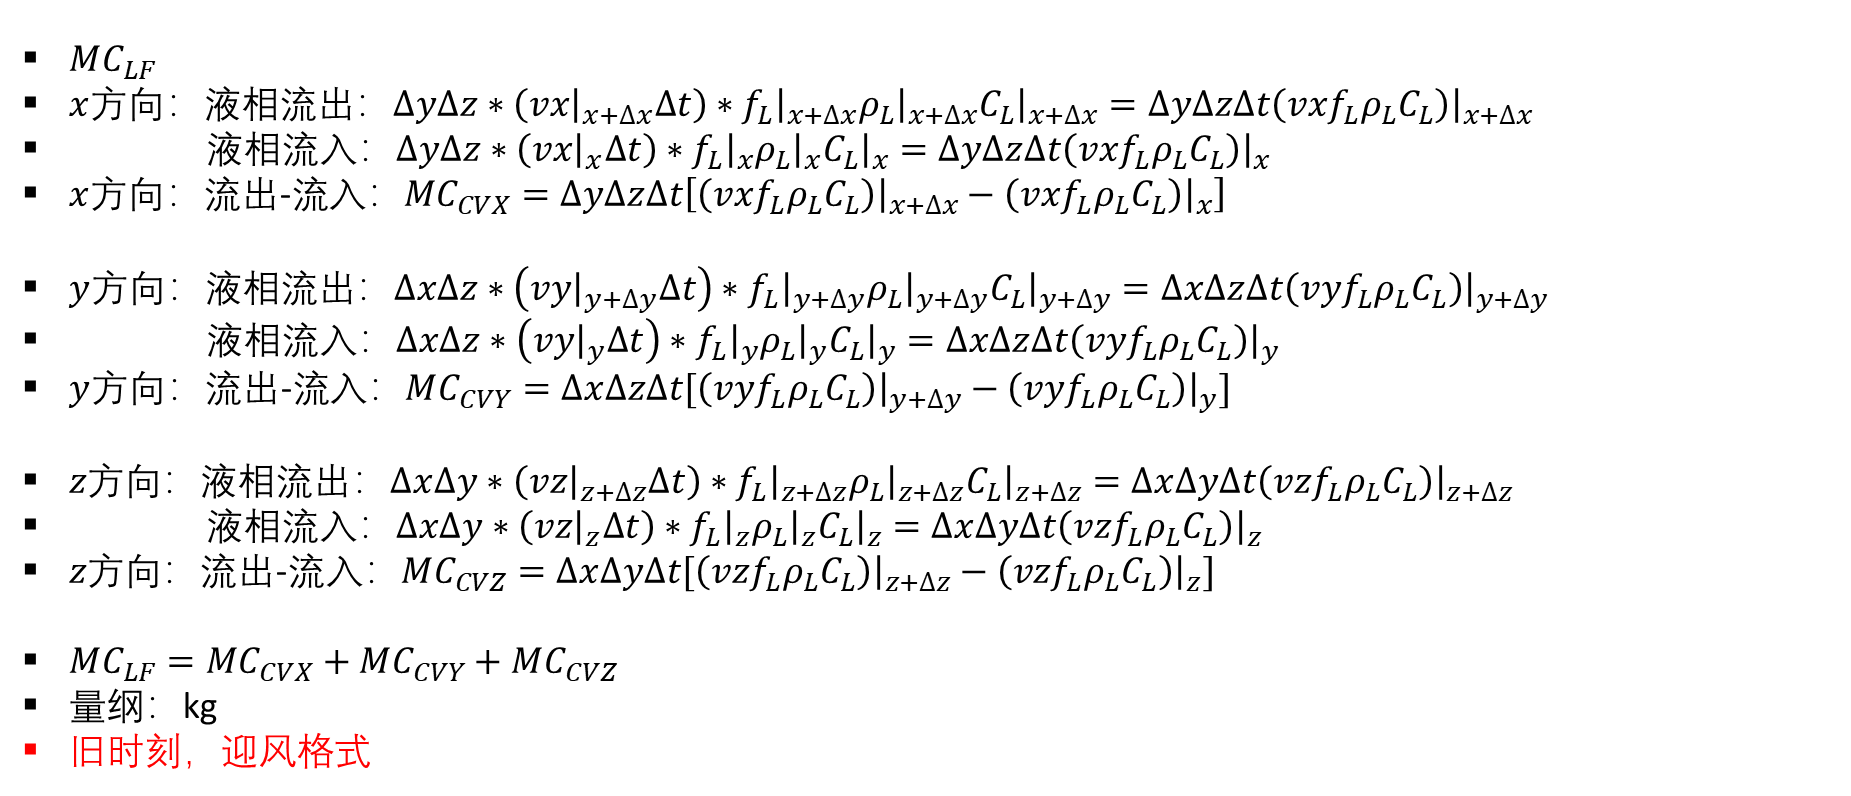 ▪ MC_LF
▪ x方向：液相流出：ΔyΔz ∗ (vx|_{x+Δx}Δt) ∗ f_L|_{x+Δx}ρ_L|_{x+Δx}C_L|_{x+Δx} = ΔyΔzΔt(vxf_Lρ_LC_L)|_{x+Δx}
▪ 液相流入：ΔyΔz ∗ (vx|_xΔt) ∗ f_L|_xρ_L|_xC_L|_x = ΔyΔzΔt(vxf_Lρ_LC_L)|_x
▪ x方向：流出-流入：MC_CVX = ΔyΔzΔt[(vxf_Lρ_LC_L)|_{x+Δx} − (vxf_Lρ_LC_L)|_x]
▪ y方向：液相流出：ΔxΔz ∗ (vy|_{y+Δy}Δt) ∗ f_L|_{y+Δy}ρ_L|_{y+Δy}C_L|_{y+Δy} = ΔxΔzΔt(vyf_Lρ_LC_L)|_{y+Δy}
▪ 液相流入：ΔxΔz ∗ (vy|_yΔt) ∗ f_L|_yρ_L|_yC_L|_y = ΔxΔzΔt(vyf_Lρ_LC_L)|_y
▪ y方向：流出-流入：MC_CVY = ΔxΔzΔt[(vyf_Lρ_LC_L)|_{y+Δy} − (vyf_Lρ_LC_L)|_y]
▪ z方向：液相流出：ΔxΔy ∗ (vz|_{z+Δz}Δt) ∗ f_L|_{z+Δz}ρ_L|_{z+Δz}C_L|_{z+Δz} = ΔxΔyΔt(vzf_Lρ_LC_L)|_{z+Δz}
▪ 液相流入：ΔxΔy ∗ (vz|_zΔt) ∗ f_L|_zρ_L|_zC_L|_z = ΔxΔyΔt(vzf_Lρ_LC_L)|_z
▪ z方向：流出-流入：MC_CVZ = ΔxΔyΔt[(vzf_Lρ_LC_L)|_{z+Δz} − (vzf_Lρ_LC_L)|_z]
▪ MC_LF = MC_CVX + MC_CVY + MC_CVZ
▪ 量纲：kg
▪ 旧时刻，迎风格式